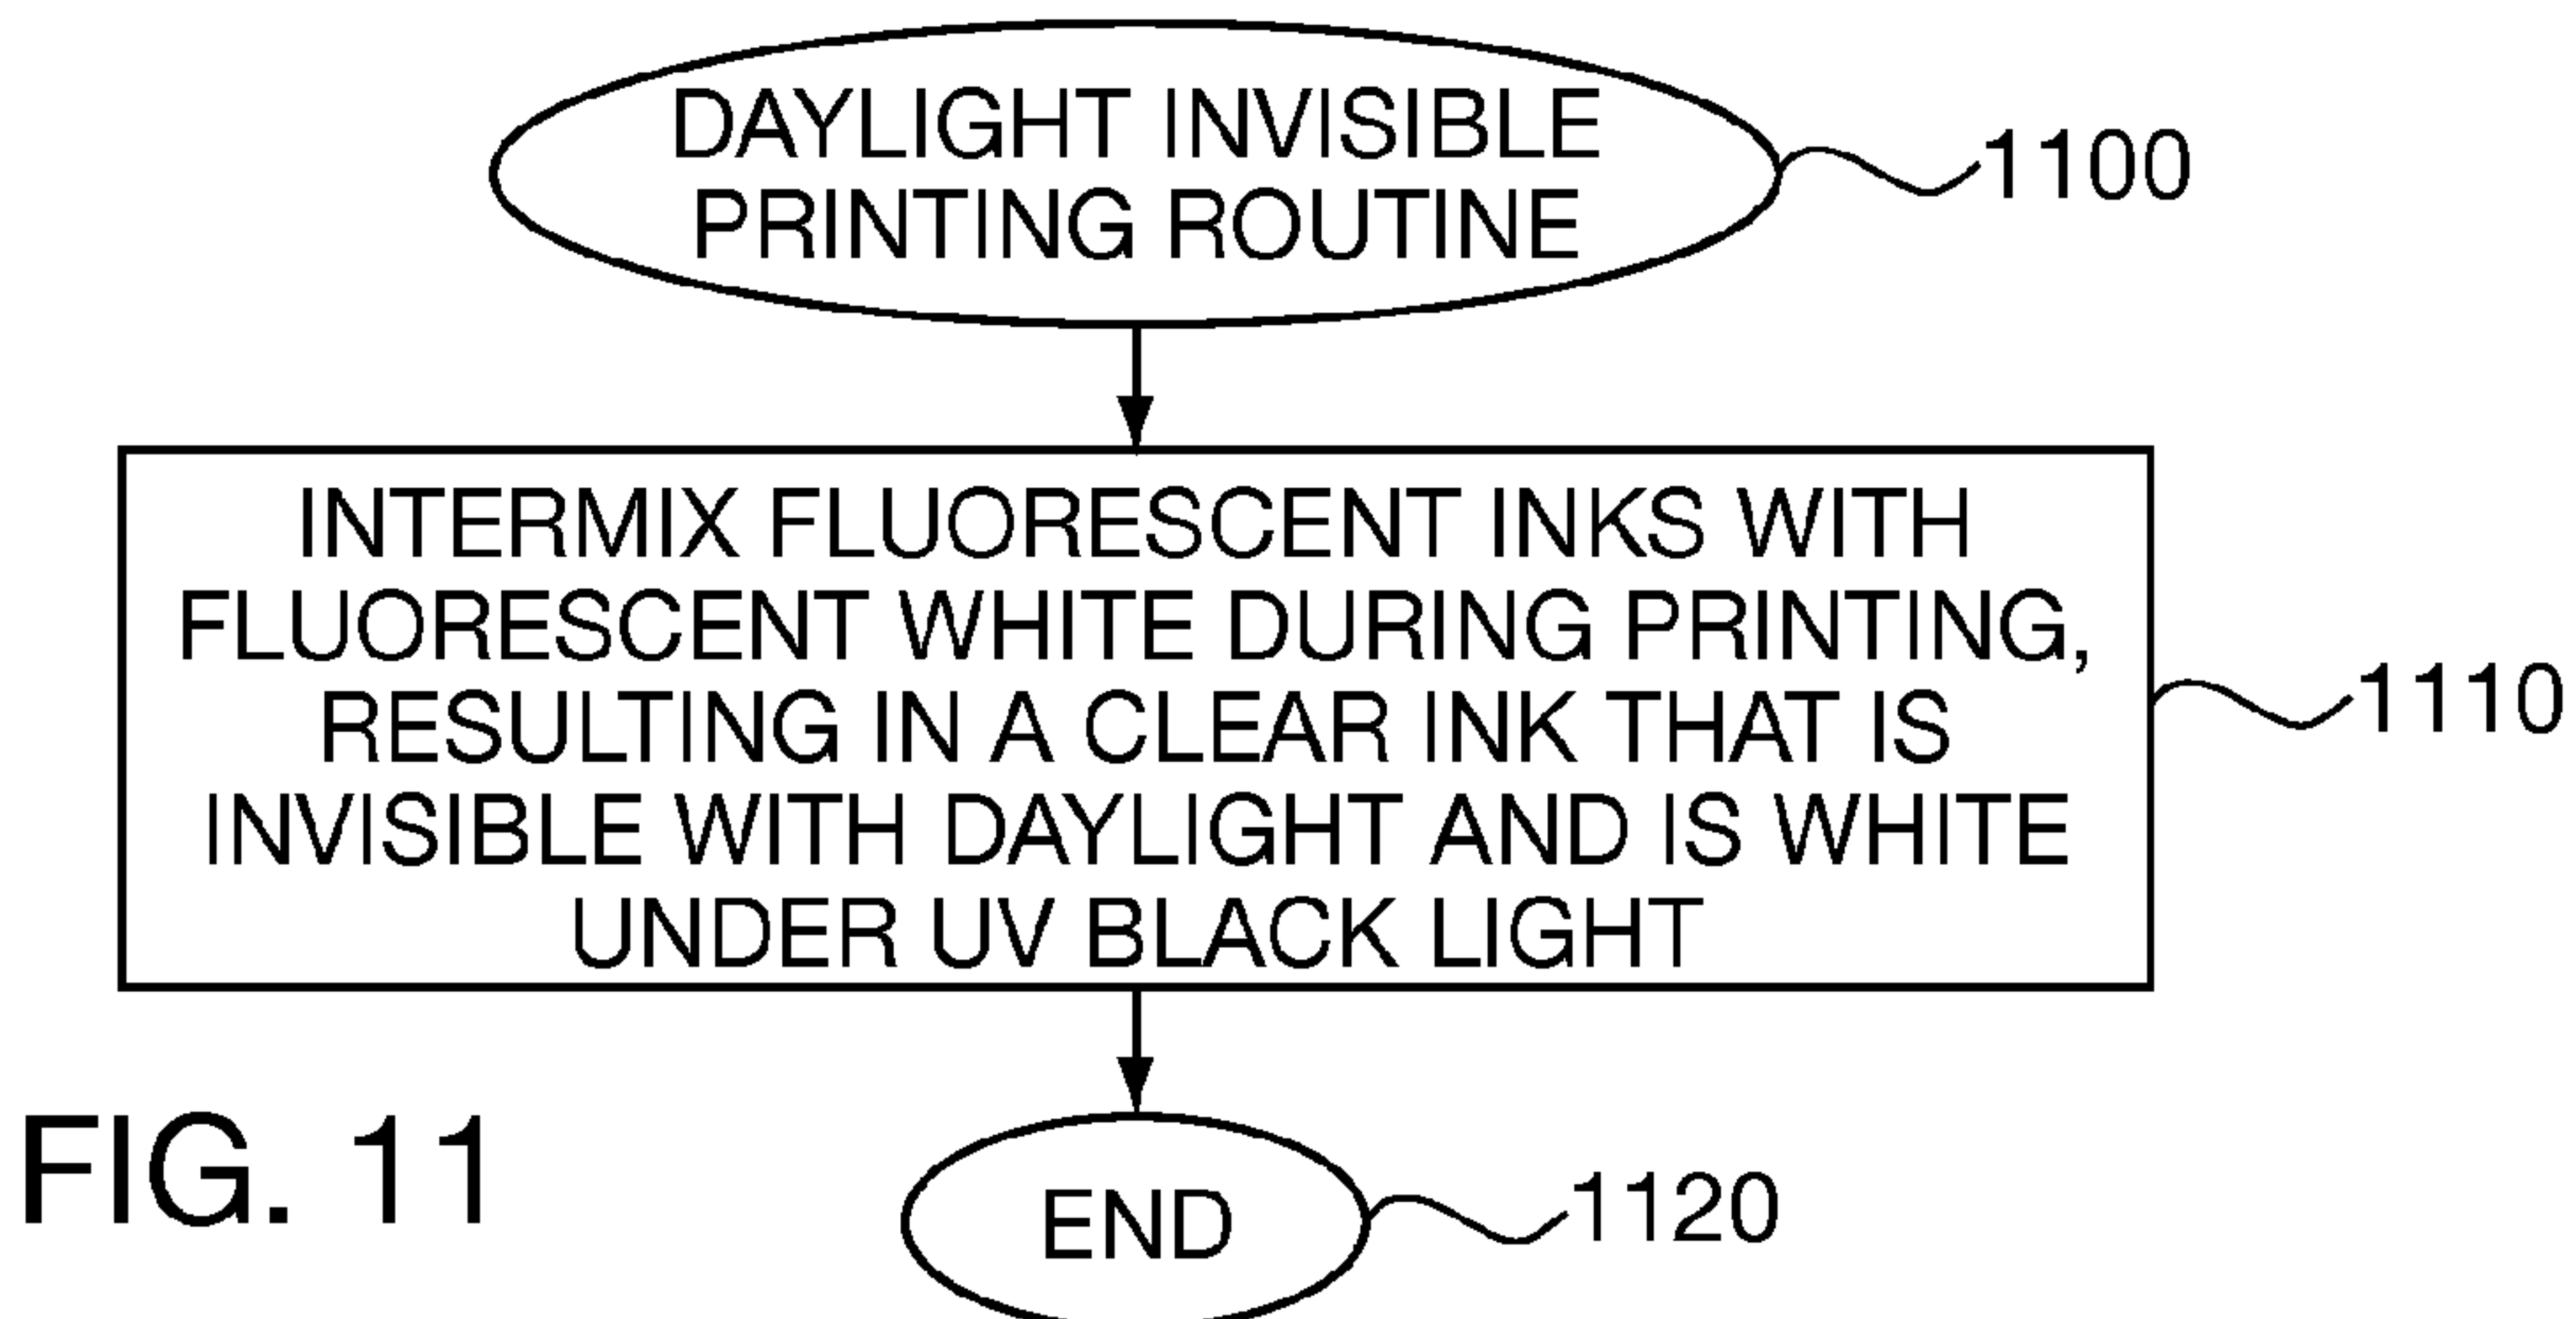 DAYLIGHT INVISIBLE
PRINTING ROUTINE
1100
INTERMIX FLUORESCENT INKS WITH
FLUORESCENT WHITE DURING PRINTING,
RESULTING IN A CLEAR INK THAT IS
INVISIBLE WITH DAYLIGHT AND IS WHITE
UNDER UV BLACK LIGHT
1110
END
1120
FIG. 11